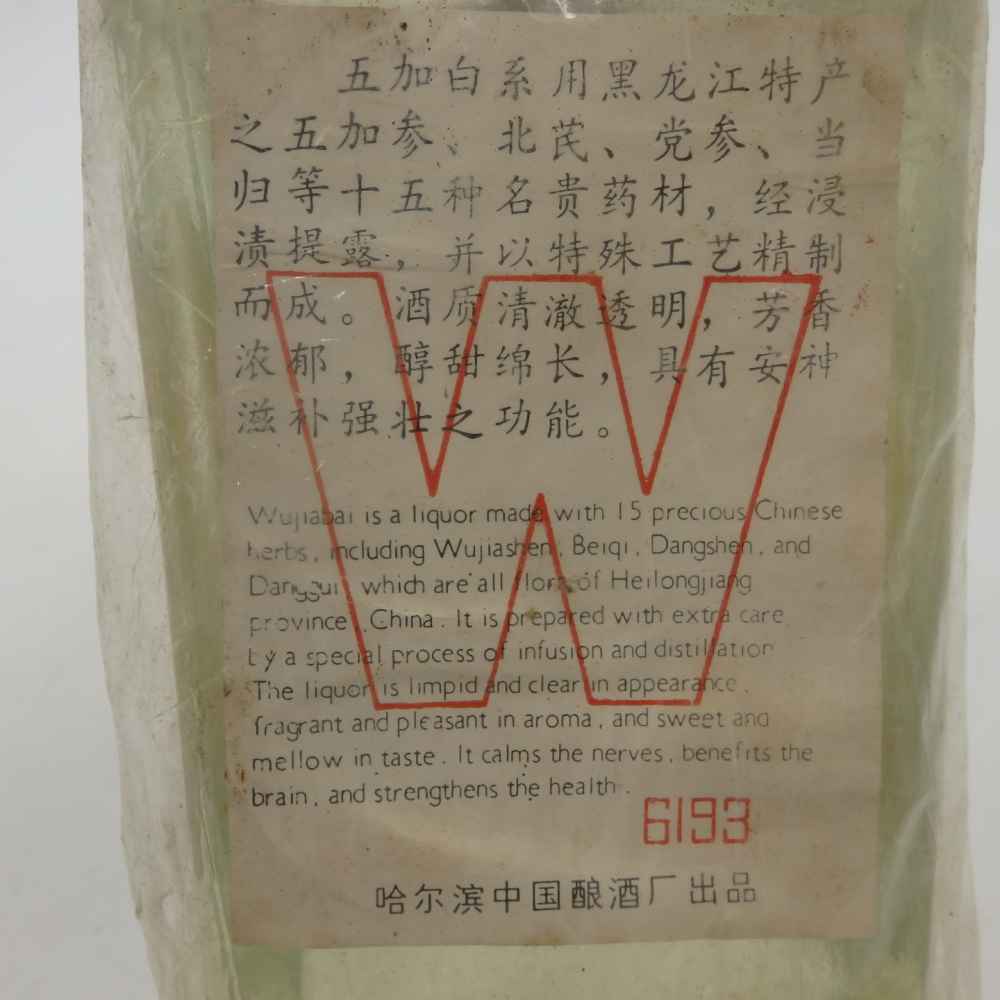 五加白系用黑龙江特产
之五加参、北芪、党参、当
归等十五种名贵药材，经浸
渍提露，并以特殊工艺精制
而成。酒质清澈透明，芳香
浓郁，醇甜绵长，具有安神
滋补强壮之功能。
W
Wujiabai is a liquor made with 15 precious Chinese
herbs, including Wujiashen, Beiqi, Dangshen, and
Danggui, which are all flora of Heilongjiang
province, China. It is prepared with extra care
by a special process of infusion and distillation
The liquor is limpid and clear in appearance,
fragrant and pleasant in aroma, and sweet and
mellow in taste. It calms the nerves, benefits the
brain, and strengthens the health.
6193
哈尔滨中国酿酒厂出品